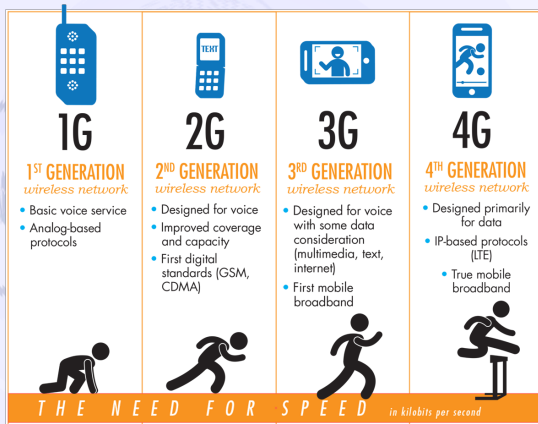 TEXT
1G
1ST GENERATION
wireless network
• Basic voice service
• Analog-based
protocols
2G
2ND GENERATION
wireless network
• Designed for voice
• Improved coverage
and capacity
• First digital
standards (GSM,
CDMA)
3G
3RD GENERATION
wireless network
• Designed for voice
with some data
consideration
(multimedia, text,
internet)
• First mobile
broadband
4G
4TH GENERATION
wireless network
• Designed primarily
for data
• IP-based protocols
(LTE)
• True mobile
broadband
THE NEED FOR SPEED in kilobits per second